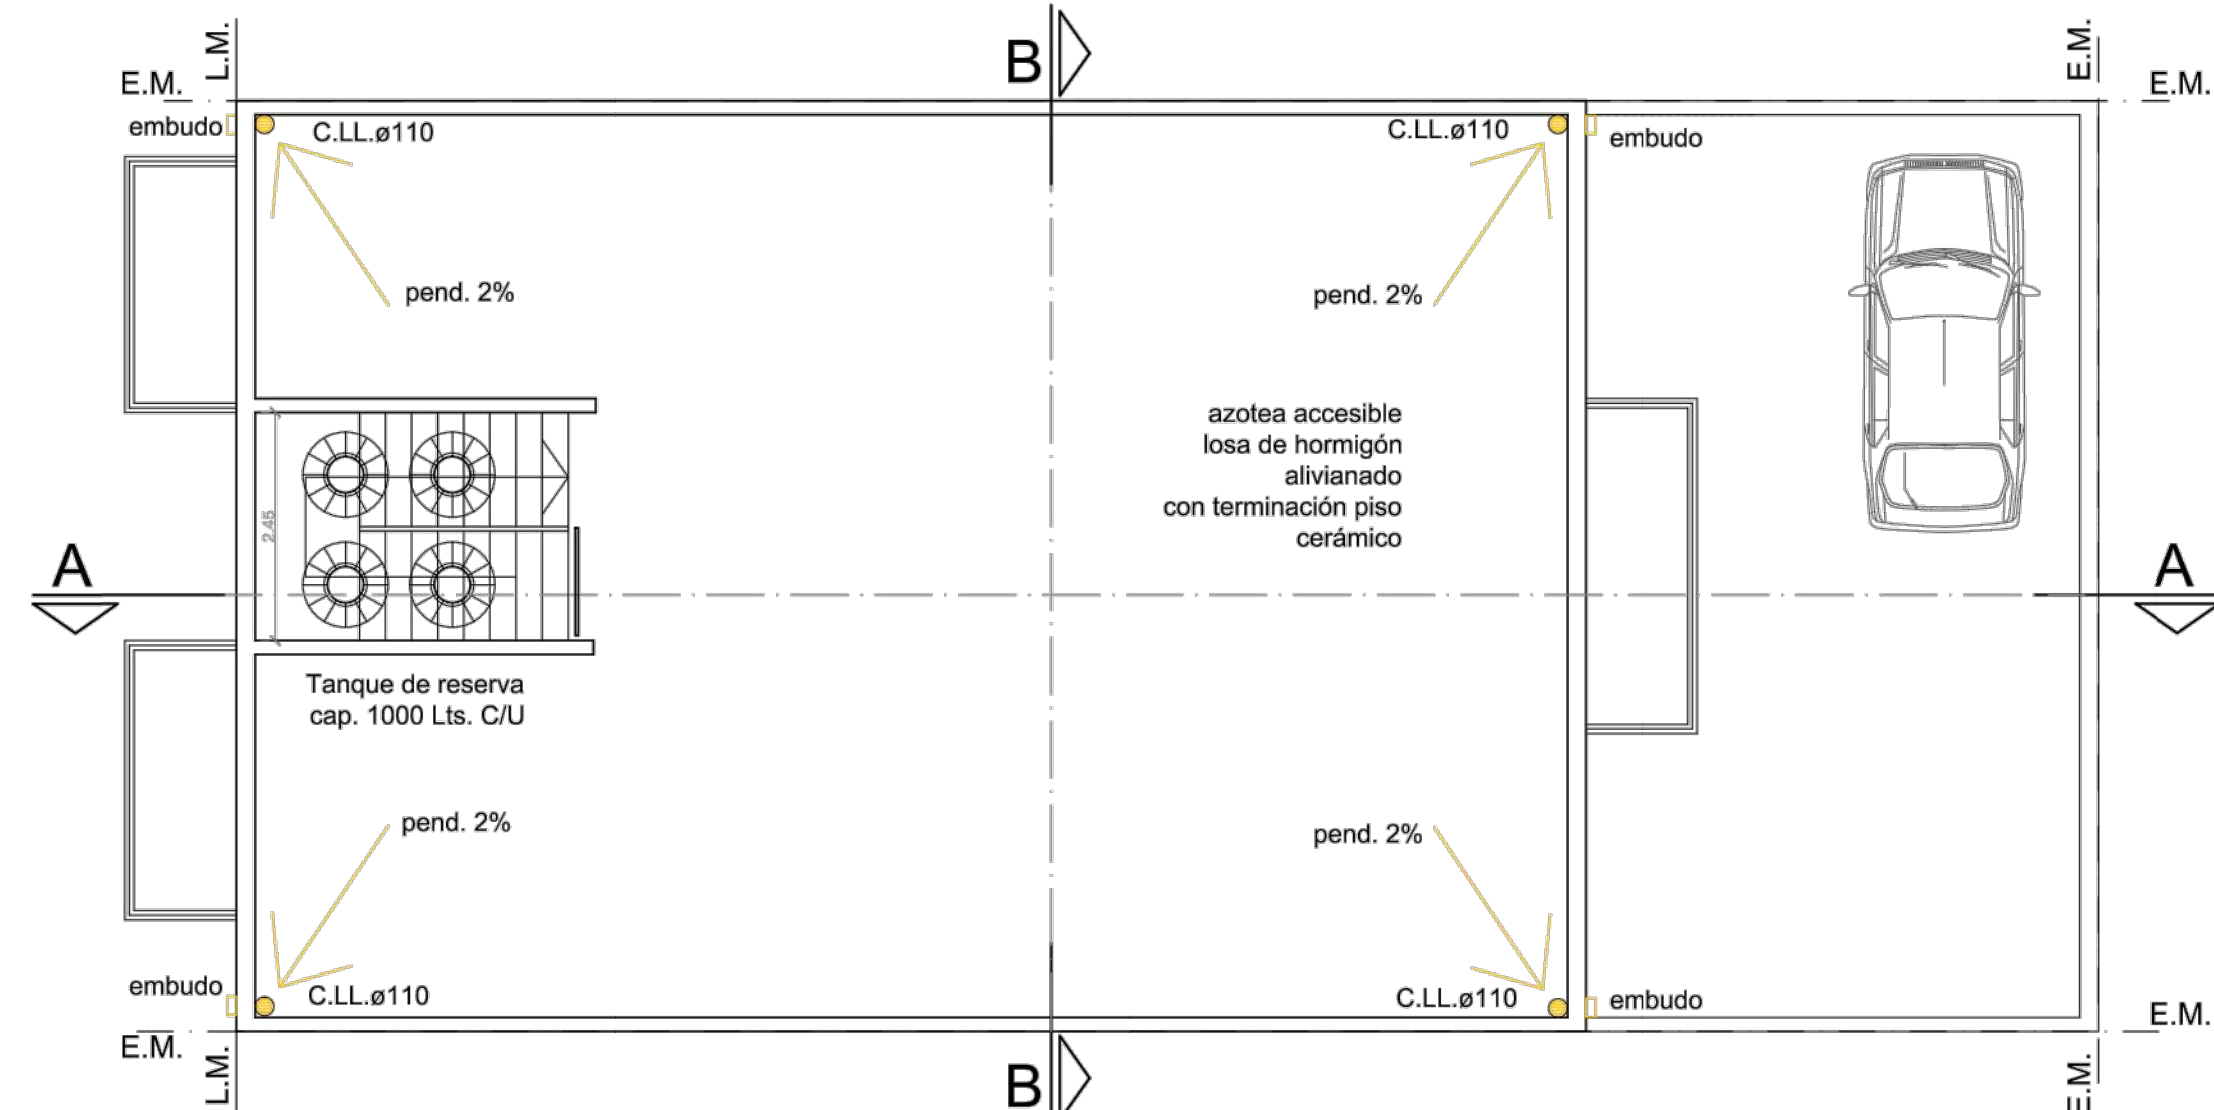 L.M.
B
E.M.
E.M.
E.M.
embudo
C.LL.ø110
C.LL.ø110
embudo
pend. 2%
pend. 2%
azotea accesible
losa de hormigón
alivianado
con terminación piso
cerámico
2.45
A
A
Tanque de reserva
cap. 1000 Lts. C/U
pend. 2%
pend. 2%
embudo
C.LL.ø110
C.LL.ø110
embudo
E.M.
E.M.
L.M.
B
E.M.